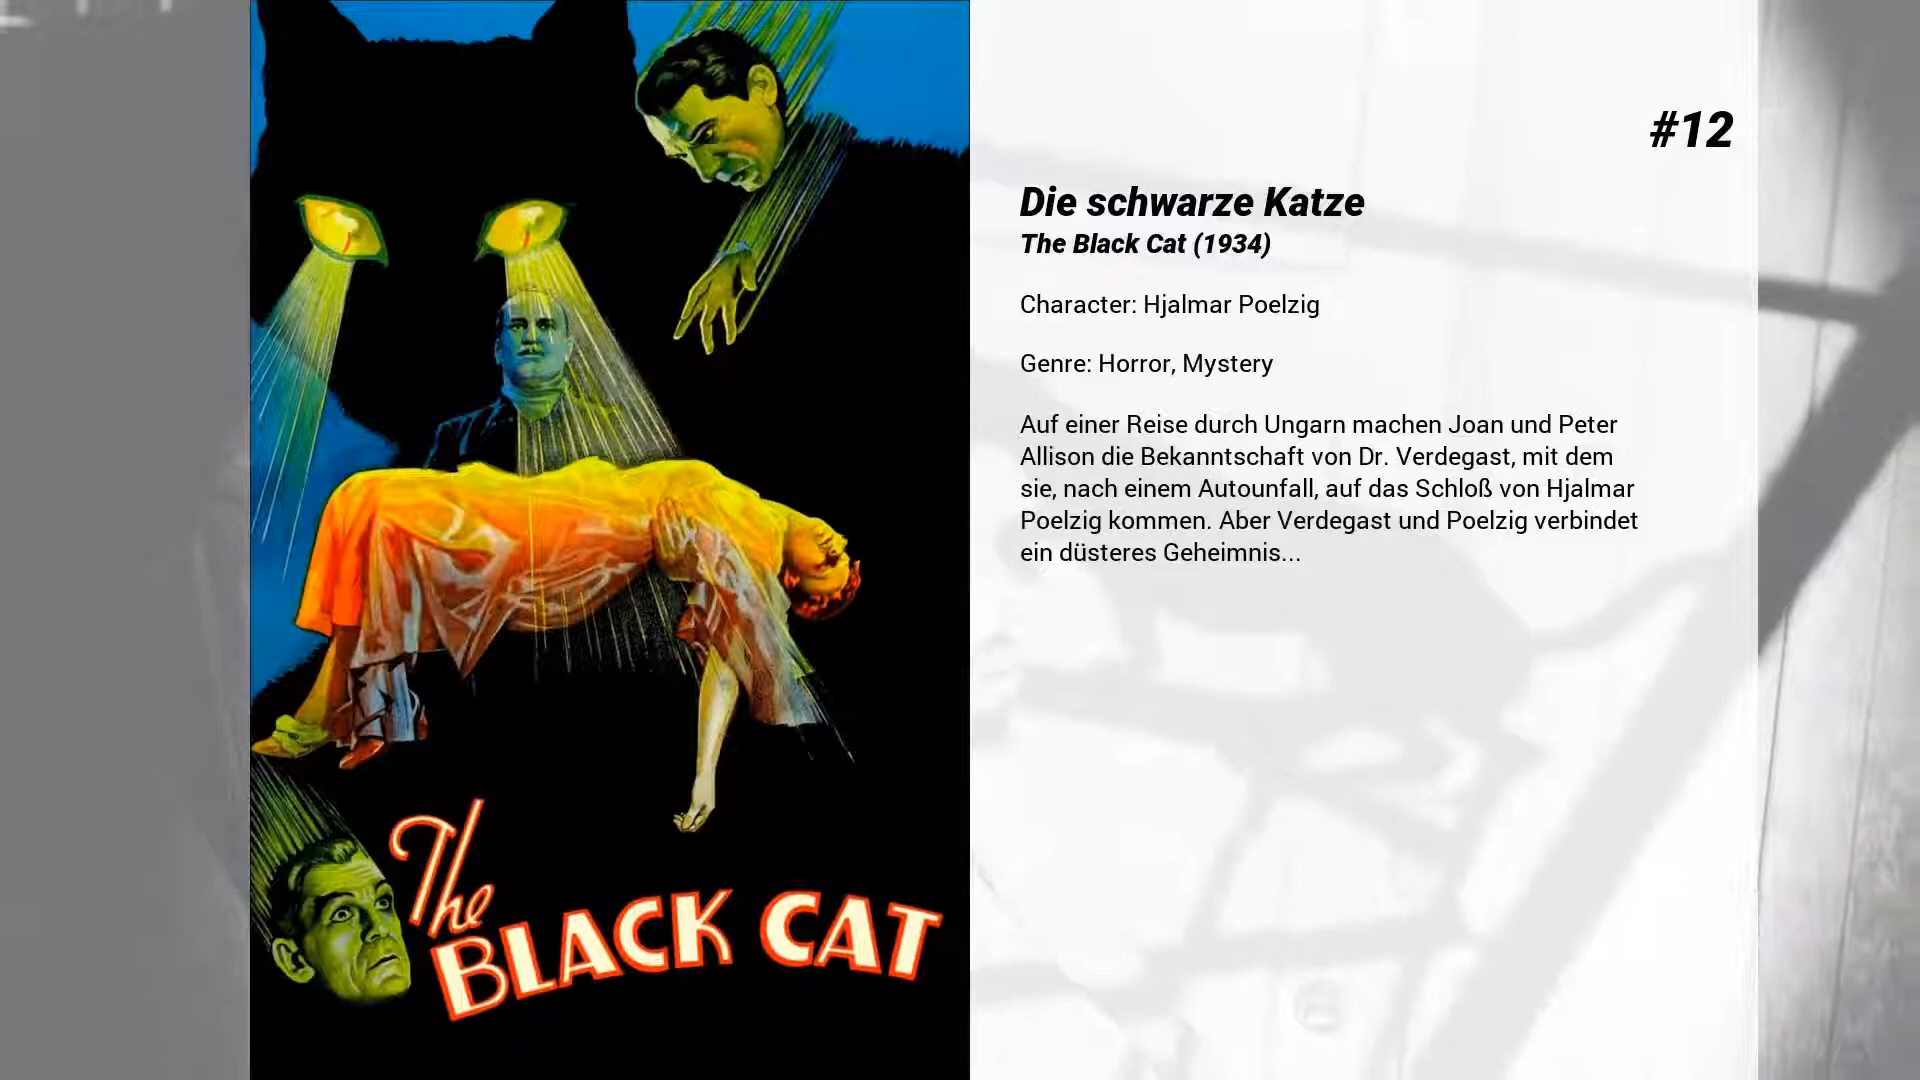 The
BLACK CAT
#12
Die schwarze Katze
The Black Cat (1934)
Character: Hjalmar Poelzig
Genre: Horror, Mystery
Auf einer Reise durch Ungarn machen Joan und Peter
Allison die Bekanntschaft von Dr. Verdegast, mit dem
sie, nach einem Autounfall, auf das Schloß von Hjalmar
Poelzig kommen. Aber Verdegast und Poelzig verbindet
ein düsteres Geheimnis...